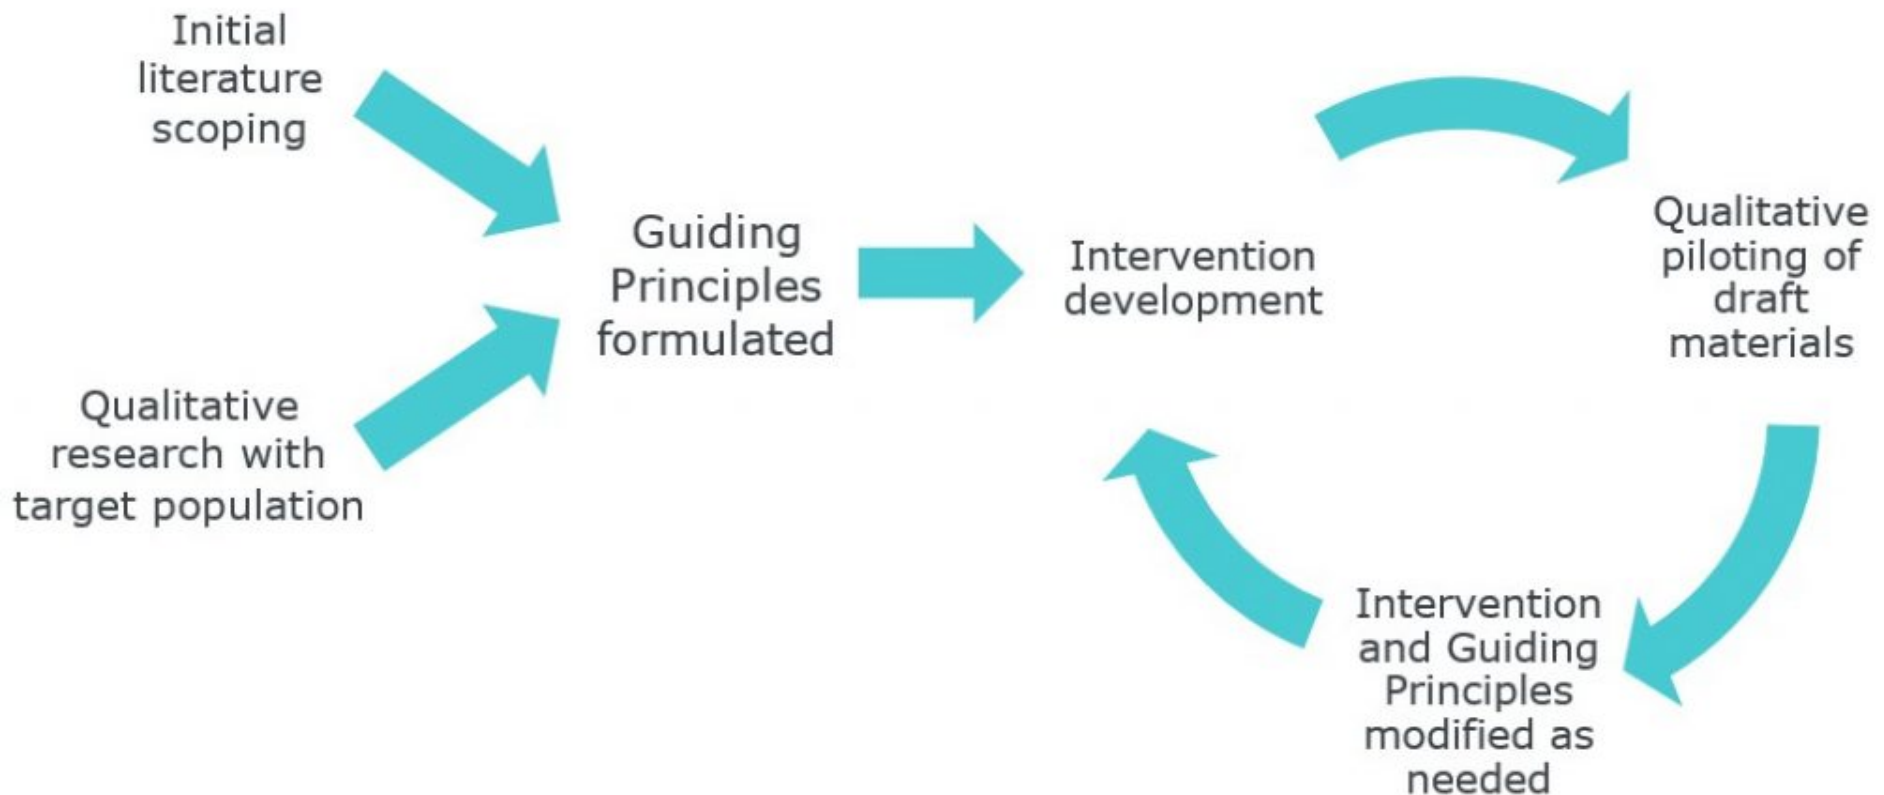 Initial
literature
scoping
Qualitative
research with
target population
Guiding
Principles
formulated
Intervention
development
Qualitative
piloting of
draft
materials
Intervention
and Guiding
Principles
modified as
needed